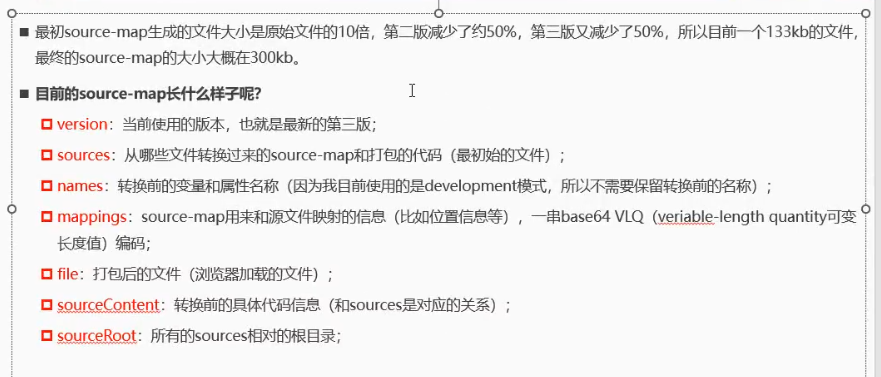 ■ 最初source-map生成的文件大小是原始文件的10倍，第二版减少了约50%，第三版又减少了50%，所以目前一个133kb的文件，
最终的source-map的大小大概在300kb。
■ 目前的source-map长什么样子呢？
version：当前使用的版本，也就是最新的第三版；
sources：从哪些文件转换过来的source-map和打包的代码（最初始的文件）；
names：转换前的变量和属性名称（因为我目前使用的是development模式，所以不需要保留转换前的名称）；
mappings：source-map用来和源文件映射的信息（比如位置信息等），一串base64 VLQ（veriable-length quantity可变
长度值）编码；
file：打包后的文件（浏览器加载的文件）；
sourceContent：转换前的具体代码信息（和sources是对应的关系）；
sourceRoot：所有的sources相对的根目录；